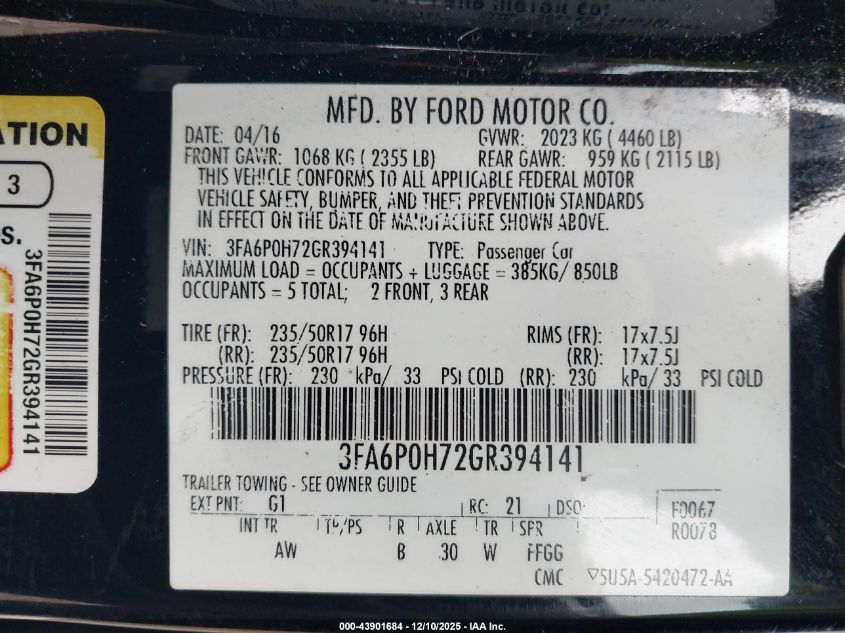 MFD. BY FORD MOTOR CO.
DATE: 04/16 GVWR: 2023 KG ( 4460 LB)
FRONT GAWR: 1068 KG ( 2355 LB) REAR GAWR: 959 KG ( 2115 LB)
THIS VEHICLE CONFORMS TO ALL APPLICABLE FEDERAL MOTOR
VEHICLE SAFETY, BUMPER, AND THEFT PREVENTION STANDARDS
IN EFFECT ON THE DATE OF MANUFACTURE SHOWN ABOVE.
VIN: 3FA6P0H72GR394141 TYPE: Passenger Car
MAXIMUM LOAD = OCCUPANTS + LUGGAGE = 385KG/ 850LB
OCCUPANTS = 5 TOTAL; 2 FRONT, 3 REAR
TIRE (FR): 235/50R17 96H RIMS (FR): 17x7.5J
(RR): 235/50R17 96H (RR): 17x7.5J
PRESSURE (FR): 230 kPa/ 33 PSI COLD (RR): 230 kPa/ 33 PSI COLD
3FA6P0H72GR394141
TRAILER TOWING - SEE OWNER GUIDE
EXT PNT: G1 RC: 21 DSO: F0067
R0078
INT TR TP/PS R AXLE TR SPR
AW B 30 W FFGG
CMC ▽5U5A-5420472-AA
ATION
3
S.
3FA6P0H72GR394141
000-43901684 - 12/10/2025 - IAA Inc.